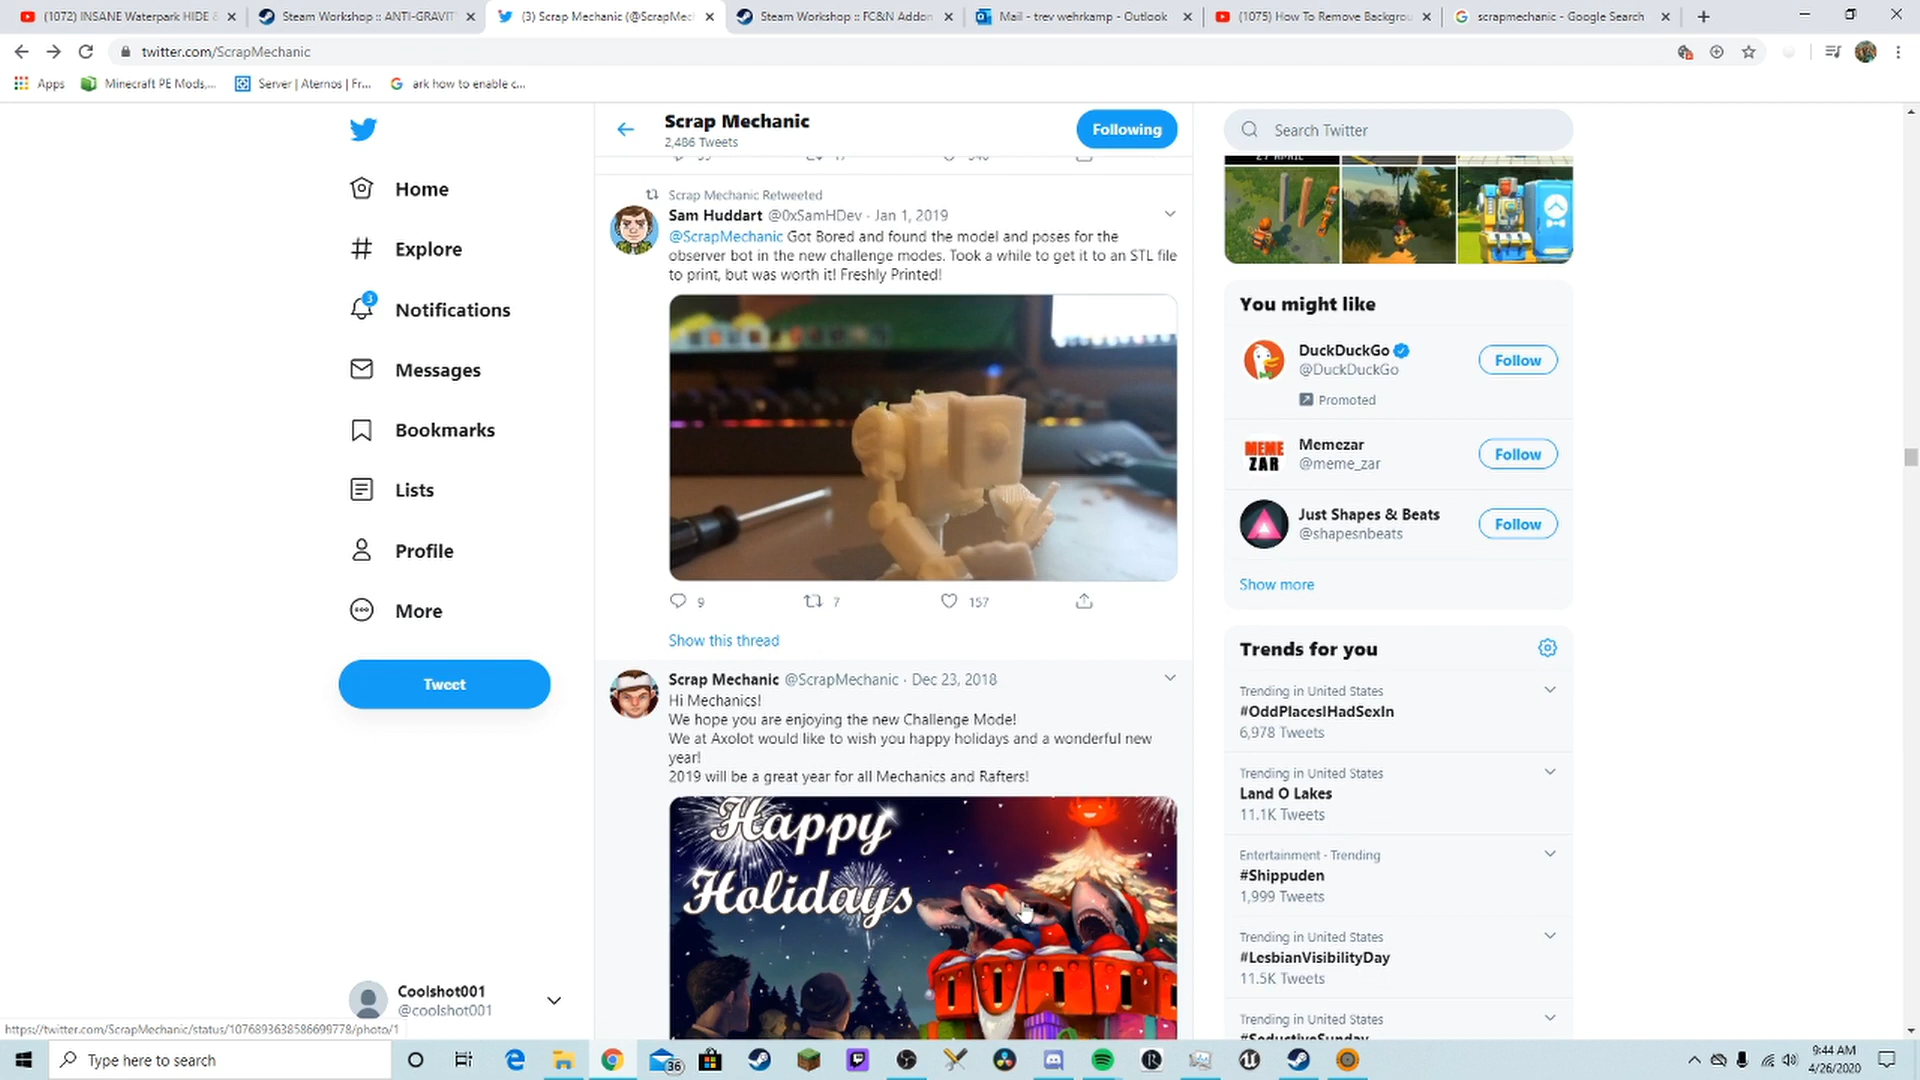 (1072) INSANE Waterpark HIDE &
Steam Workshop :: ANTI-GRAVIT
(3) Scrap Mechanic (@ScrapMec
Steam Workshop :: FC&N Addon
Mail - trev wehrkamp - Outlook
(1075) How To Remove Backgrou
scrapmechanic - Google Search
twitter.com/ScrapMechanic
Apps
Minecraft PE Mods,...
Server | Aternos | Fr...
ark how to enable c...
Home
Explore
3
Notifications
Messages
Bookmarks
Lists
Profile
More
Tweet
Coolshot001
@coolshot001
https://twitter.com/ScrapMechanic/status/1076893638586699778/photo/1
Scrap Mechanic
2,486 Tweets
Following
Scrap Mechanic Retweeted
Sam Huddart @0xSamHDev · Jan 1, 2019
@ScrapMechanic Got Bored and found the model and poses for the
observer bot in the new challenge modes. Took a while to get it to an STL file
to print, but was worth it! Freshly Printed!
9 7 157
Show this thread
Scrap Mechanic @ScrapMechanic · Dec 23, 2018
Hi Mechanics!
We hope you are enjoying the new Challenge Mode!
We at Axolot would like to wish you happy holidays and a wonderful new
year!
2019 will be a great year for all Mechanics and Rafters!
Happy
Holidays
Search Twitter
27 APRIL
You might like
DuckDuckGo
@DuckDuckGo
Promoted
Follow
MEME
ZAR
Memezar
@meme_zar
Follow
Just Shapes & Beats
@shapesnbeats
Follow
Show more
Trends for you
Trending in United States
#OddPlacesIHadSexIn
6,978 Tweets
Trending in United States
Land O Lakes
11.1K Tweets
Entertainment · Trending
#Shippuden
1,999 Tweets
Trending in United States
#LesbianVisibilityDay
11.5K Tweets
Trending in United States
#SeductiveSunday
Type here to search
36
9:44 AM
4/26/2020